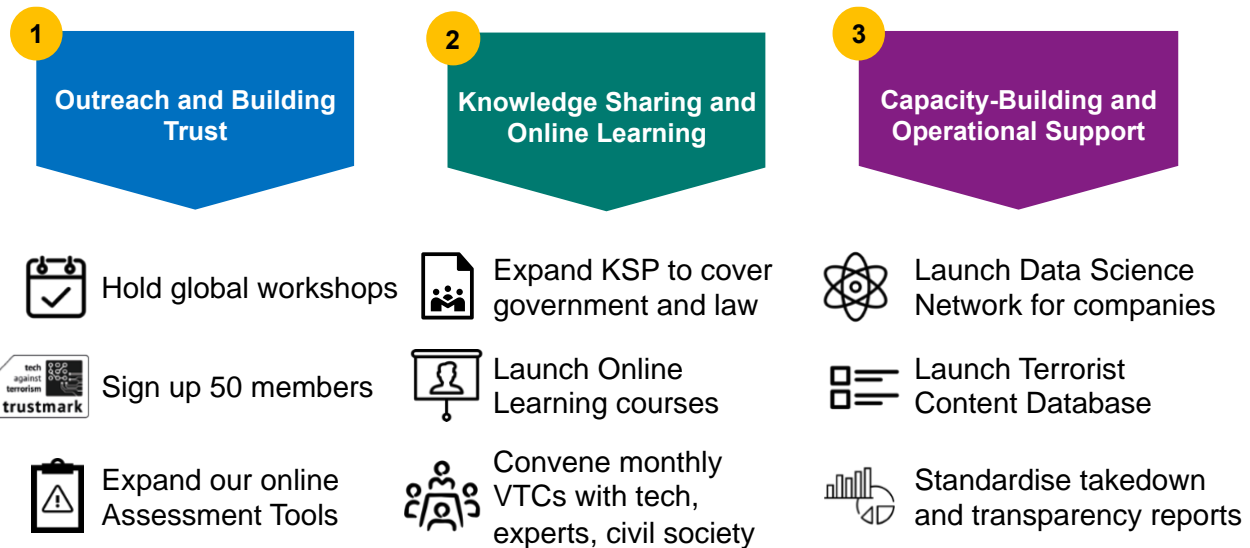 1
Outreach and Building
Trust
Hold global workshops
tech
against
terrorism
trustmark
Sign up 50 members
Expand our online
Assessment Tools
2
Knowledge Sharing and
Online Learning
Expand KSP to cover
government and law
Launch Online
Learning courses
Convene monthly
VTCs with tech,
experts, civil society
3
Capacity-Building and
Operational Support
Launch Data Science
Network for companies
Launch Terrorist
Content Database
Standardise takedown
and transparency reports